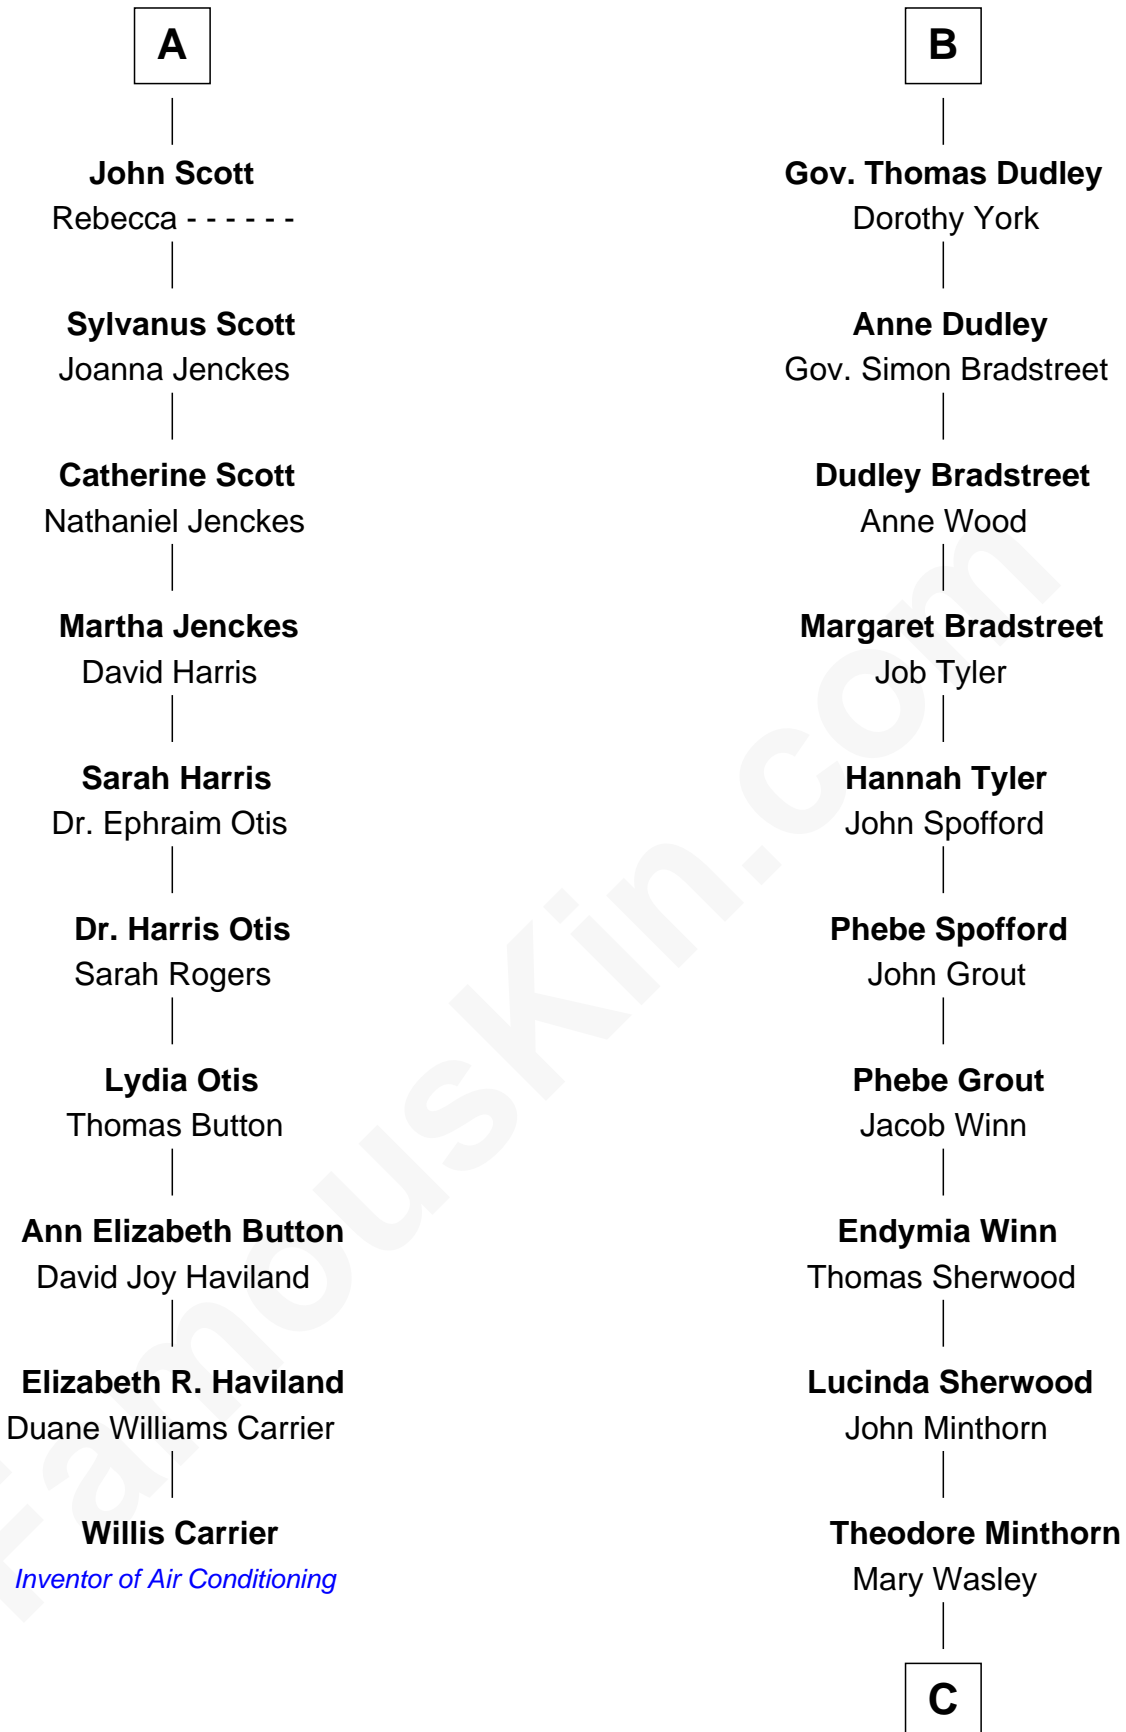 A
John Scott
Rebecca - - - - - -
Sylvanus Scott
Joanna Jenckes
Catherine Scott
Nathaniel Jenckes
Martha Jenckes
David Harris
Sarah Harris
Dr. Ephraim Otis
Dr. Harris Otis
Sarah Rogers
Lydia Otis
Thomas Button
Ann Elizabeth Button
David Joy Haviland
Elizabeth R. Haviland
Duane Williams Carrier
Willis Carrier
Inventor of Air Conditioning
B
Gov. Thomas Dudley
Dorothy York
Anne Dudley
Gov. Simon Bradstreet
Dudley Bradstreet
Anne Wood
Margaret Bradstreet
Job Tyler
Hannah Tyler
John Spofford
Phebe Spofford
John Grout
Phebe Grout
Jacob Winn
Endymia Winn
Thomas Sherwood
Lucinda Sherwood
John Minthorn
Theodore Minthorn
Mary Wasley
C
FamousKin.com